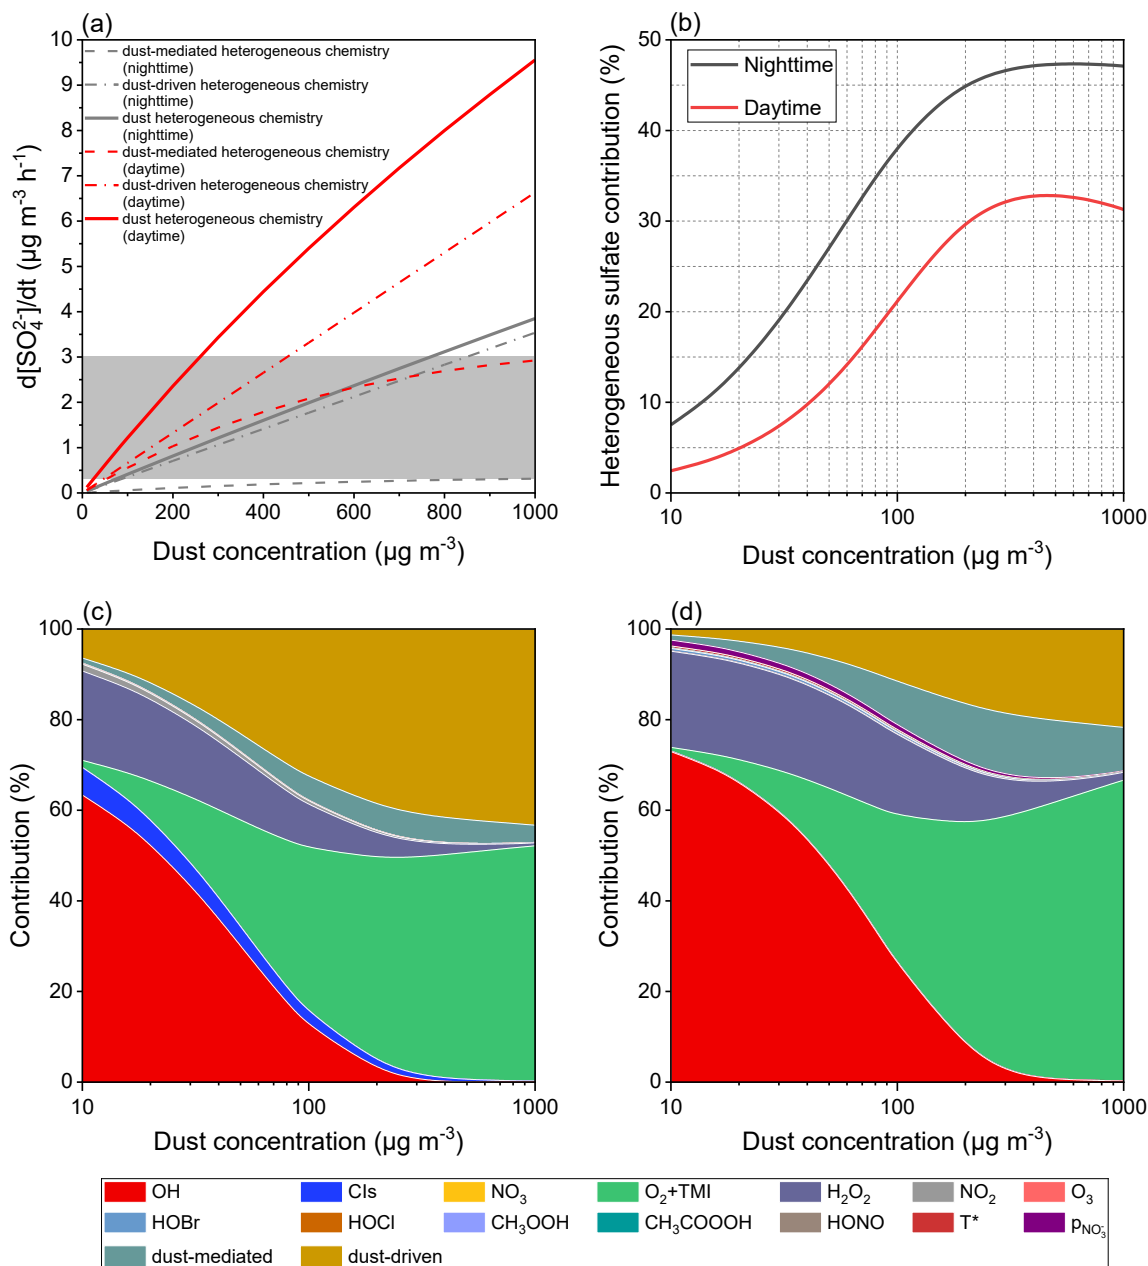 (a)
10
9
8
7
6
5
4
3
2
1
0
d[SO₄²⁻]/dt (µg m⁻³ h⁻¹)
dust-mediated heterogeneous chemistry
(nighttime)
dust-driven heterogeneous chemistry
(nighttime)
dust heterogeneous chemistry
(nighttime)
dust-mediated heterogeneous chemistry
(daytime)
dust-driven heterogeneous chemistry
(daytime)
dust heterogeneous chemistry
(daytime)
0 200 400 600 800 1000
Dust concentration (µg m⁻³)
(b)
50
40
30
20
10
0
Heterogeneous sulfate contribution (%)
Nighttime
Daytime
10 100 1000
Dust concentration (µg m⁻³)
(c)
100
80
60
40
20
0
Contribution (%)
10 100 1000
Dust concentration (µg m⁻³)
(d)
100
80
60
40
20
0
Contribution (%)
10 100 1000
Dust concentration (µg m⁻³)
OH CIs NO₃ O₂+TMI H₂O₂ NO₂ O₃
HOBr HOCl CH₃OOH CH₃COOOH HONO T* p_NO₃⁻
dust-mediated dust-driven